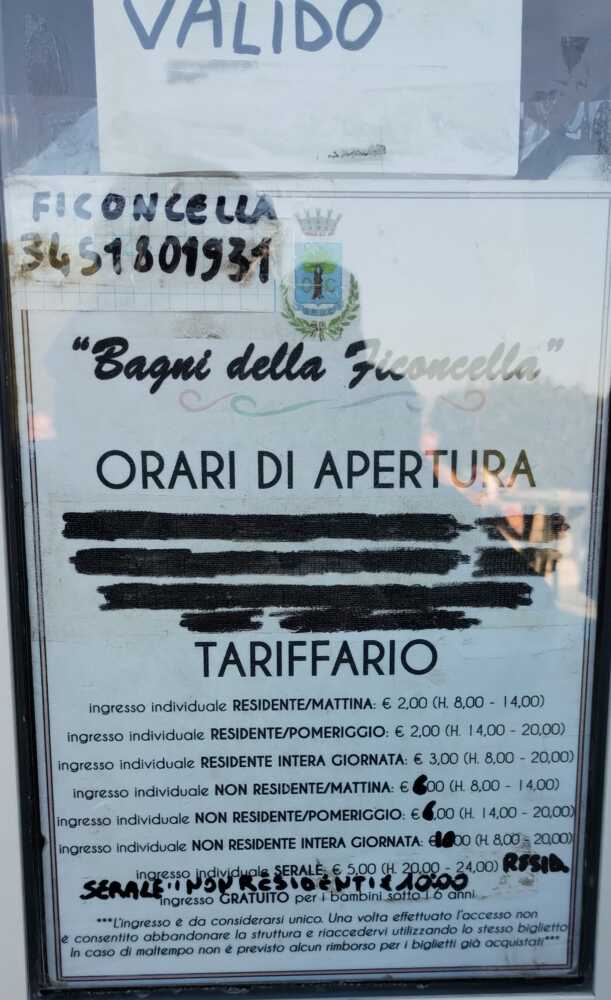 VALIDO
FICONCELLA
3451801931
"Bagni della Ficoncella"
ORARI DI APERTURA
TARIFFARIO
ingresso individuale RESIDENTE/MATTINA: € 2,00 (H. 8,00 - 14,00)
ingresso individuale RESIDENTE/POMERIGGIO: € 2,00 (H. 14,00 - 20,00)
ingresso individuale RESIDENTE INTERA GIORNATA: € 3,00 (H. 8,00 - 20,00)
ingresso individuale NON RESIDENTE/MATTINA: € 6,00 (H. 8,00 - 14,00)
ingresso individuale NON RESIDENTE/POMERIGGIO: € 6,00 (H. 14,00 - 20,00)
ingresso individuale NON RESIDENTE INTERA GIORNATA: €10,00 (H. 8,00 - 20,00)
ingresso individuale SERALE: € 5,00 (H. 20,00 - 24,00) RESID.
SERALE: NON RESIDENTI € 10:00
ingresso GRATUITO per i bambini sotto i 6 anni
***L'ingresso è da considerarsi unico. Una volta effettuato l'accesso non
è consentito abbandonare la struttura e riaccedervi utilizzando lo stesso biglietto
In caso di maltempo non è previsto alcun rimborso per i biglietti già acquistati***